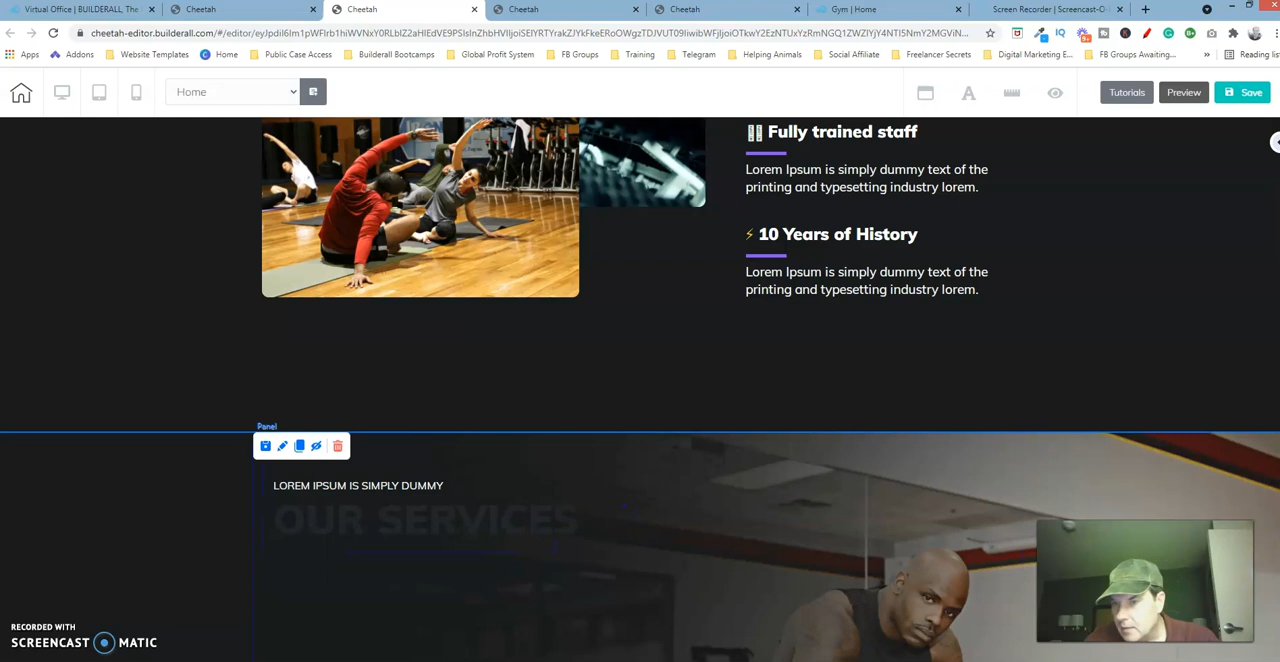 Virtual Office | BUILDERALL, The
Cheetah
Cheetah
Cheetah
Cheetah
Gym | Home
Screen Recorder | Screencast-O-
Apps
Addons
Website Templates
Home
Public Case Access
Builderall Bootcamps
Global Profit System
FB Groups
Training
Telegram
Helping Animals
Social Affiliate
Freelancer Secrets
Digital Marketing E...
FB Groups Awaiting...
Reading list
Home
Tutorials
Preview
Save
Fully trained staff
Lorem Ipsum is simply dummy text of the
printing and typesetting industry lorem.
10 Years of History
Lorem Ipsum is simply dummy text of the
printing and typesetting industry lorem.
Panel
LOREM IPSUM IS SIMPLY DUMMY
OUR SERVICES
RECORDED WITH
SCREENCAST MATIC